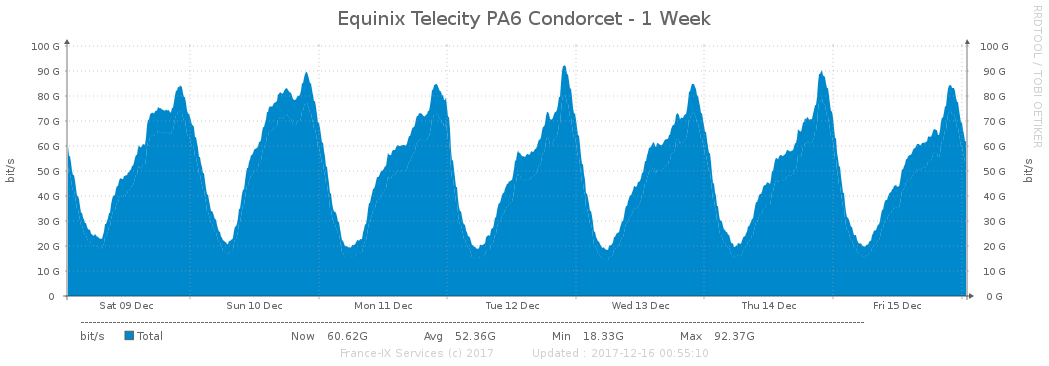 Equinix Telecity PA6 Condorcet - 1 Week
RRDTOOL / TOBI OETIKER
bit/s
100 G
90 G
80 G
70 G
60 G
50 G
40 G
30 G
20 G
10 G
0
100 G
90 G
80 G
70 G
60 G
50 G
40 G
30 G
20 G
10 G
0 G
bit/s
Sat 09 Dec Sun 10 Dec Mon 11 Dec Tue 12 Dec Wed 13 Dec Thu 14 Dec Fri 15 Dec
bit/s Total Now 60.62G Avg 52.36G Min 18.33G Max 92.37G
France-IX Services (c) 2017 Updated : 2017-12-16 00:55:10